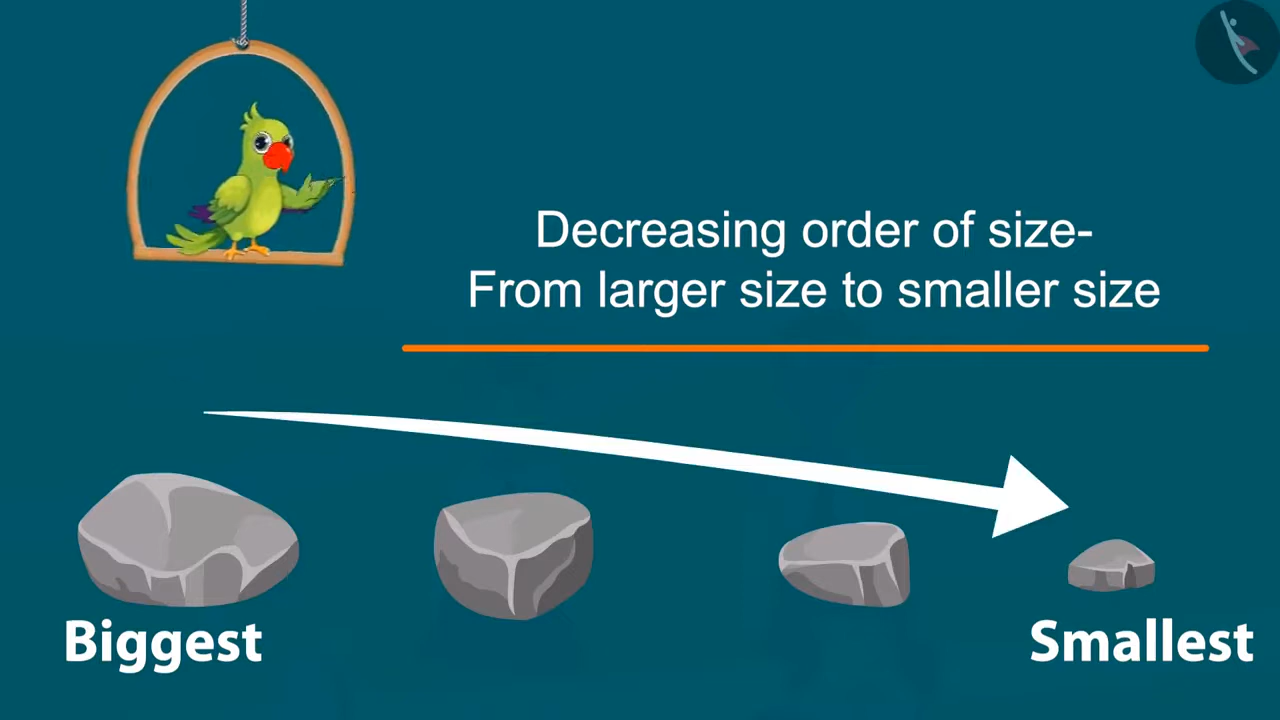 Decreasing order of size-
From larger size to smaller size
Biggest
Smallest